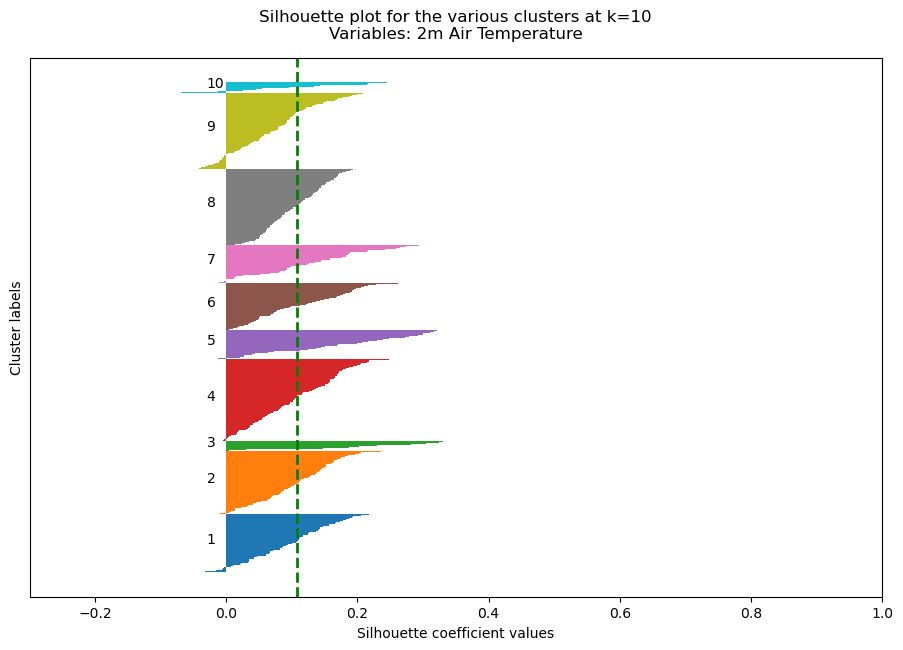 Silhouette plot for the various clusters at k=10
Variables: 2m Air Temperature
Cluster labels
10
9
8
7
6
5
4
3
2
1
−0.2 0.0 0.2 0.4 0.6 0.8 1.0
Silhouette coefficient values